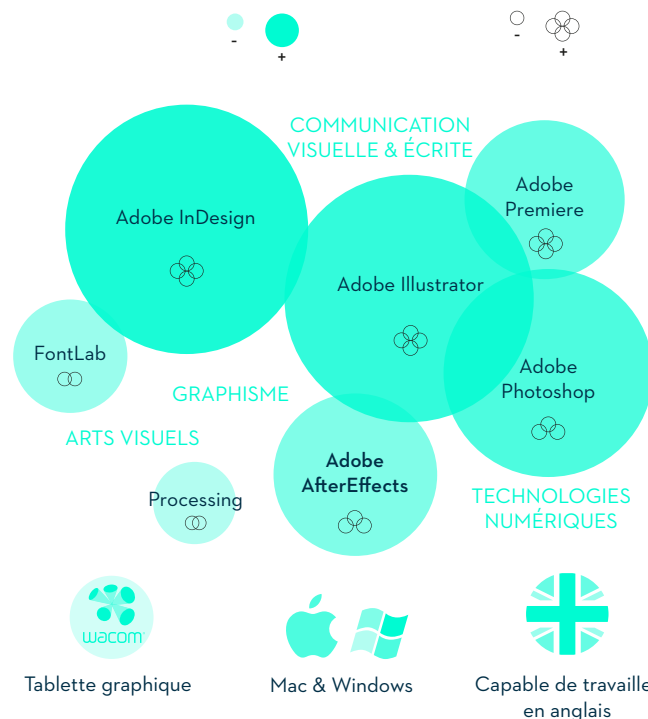 -
+
-
+
COMMUNICATION
VISUELLE & ÉCRITE
Adobe
Premiere
Adobe InDesign
Adobe Illustrator
FontLab
Adobe
Photoshop
GRAPHISME
ARTS VISUELS
Adobe
AfterEffects
Processing
TECHNOLOGIES
NUMÉRIQUES
wacom
Tablette graphique
Mac & Windows
Capable de travaille
en anglais